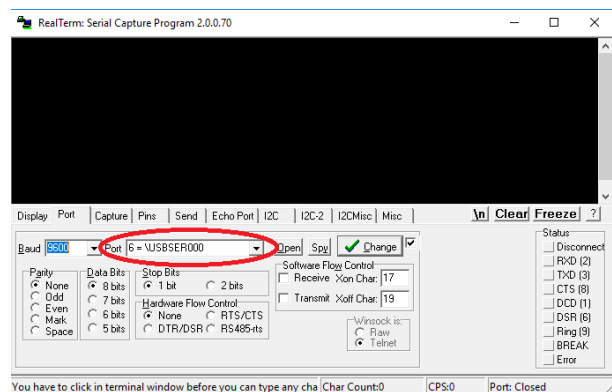 RealTerm: Serial Capture Program 2.0.0.70
Display Port Capture Pins Send Echo Port I2C I2C-2 I2CMisc Misc \n Clear Freeze ?
Baud 9600 Port 6 = \USBSER000 Open Spy Change
Parity
None
Odd
Even
Mark
Space
Data Bits
8 bits
7 bits
6 bits
5 bits
Stop Bits
1 bit 2 bits
Hardware Flow Control
None RTS/CTS
DTR/DSR RS485-rts
Software Flow Control
Receive Xon Char: 17
Transmit Xoff Char: 19
Winsock is:
Raw
Telnet
Status
Disconnect
RXD (2)
TXD (3)
CTS (8)
DCD (1)
DSR (6)
Ring (9)
BREAK
Error
You have to click in terminal window before you can type any cha Char Count:0 CPS:0 Port: Closed